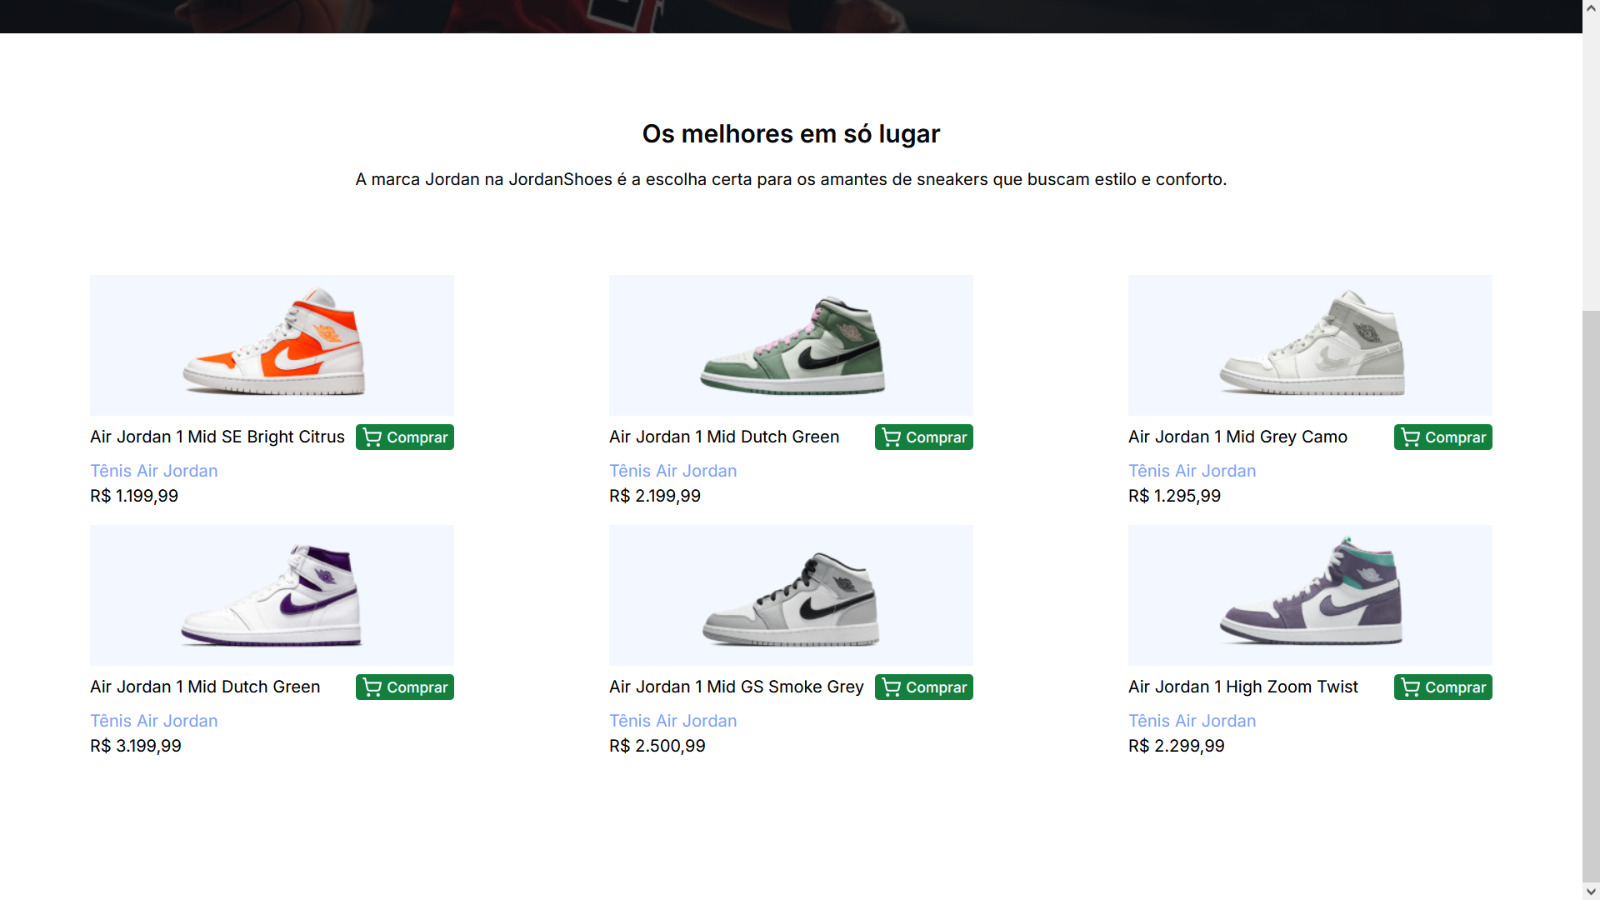 Os melhores em só lugar
A marca Jordan na JordanShoes é a escolha certa para os amantes de sneakers que buscam estilo e conforto.
Air Jordan 1 Mid SE Bright Citrus
Comprar
Tênis Air Jordan
R$ 1.199,99
Air Jordan 1 Mid Dutch Green
Comprar
Tênis Air Jordan
R$ 2.199,99
Air Jordan 1 Mid Grey Camo
Comprar
Tênis Air Jordan
R$ 1.295,99
Air Jordan 1 Mid Dutch Green
Comprar
Tênis Air Jordan
R$ 3.199,99
Air Jordan 1 Mid GS Smoke Grey
Comprar
Tênis Air Jordan
R$ 2.500,99
Air Jordan 1 High Zoom Twist
Comprar
Tênis Air Jordan
R$ 2.299,99